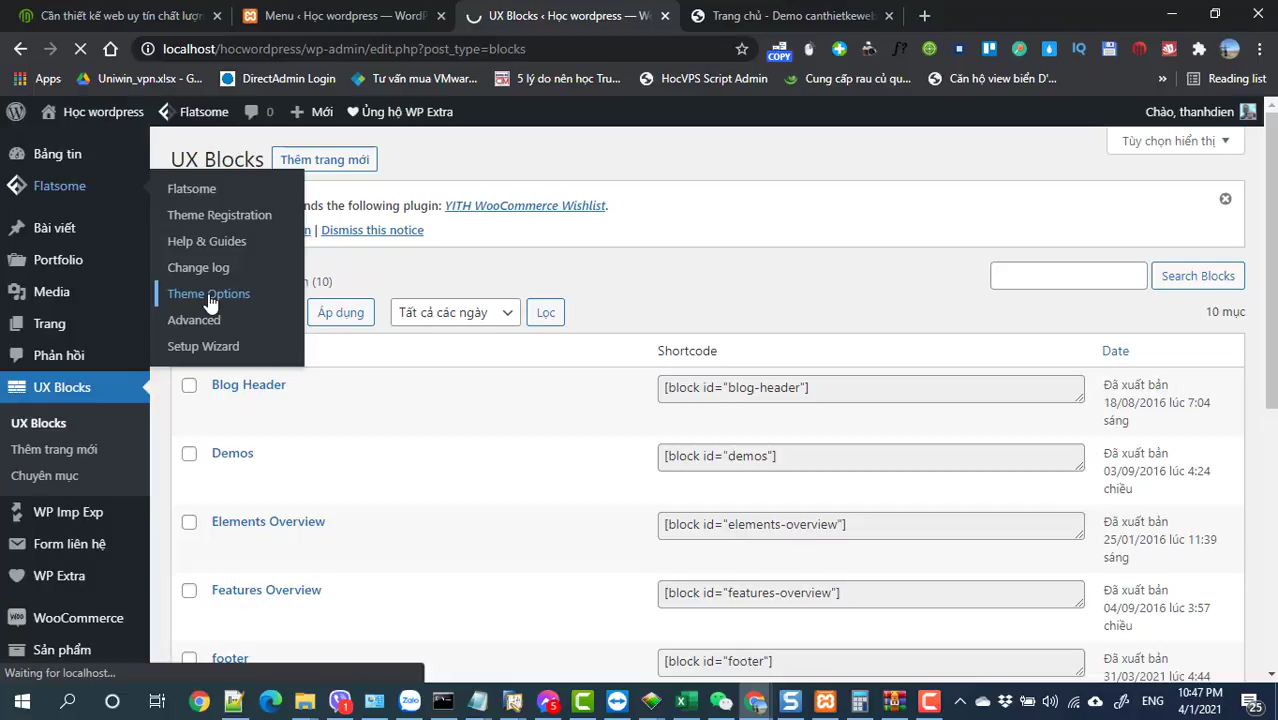 Cần thiết kế web uy tín chất lượng
Menu ‹ Học wordpress — WordP
UX Blocks ‹ Học wordpress — Wo
Trang chủ - Demo canthietkeweb
localhost/hocwordpress/wp-admin/edit.php?post_type=blocks
COPY
Apps
Uniwin_vpn.xlsx - G...
DirectAdmin Login
Tư vấn mua VMwar...
5 lý do nên học Tru...
HocVPS Script Admin
Cung cấp rau củ qu...
Căn hộ view biển D'...
Reading list
Học wordpress
Flatsome
0
Mới
Ủng hộ WP Extra
Chào, thanhdien
Bảng tin
Flatsome
Bài viết
Portfolio
Media
Trang
Phản hồi
UX Blocks
UX Blocks
Thêm trang mới
Chuyên mục
WP Imp Exp
Form liên hệ
WP Extra
WooCommerce
Sản phẩm
Flatsome
Theme Registration
Help & Guides
Change log
Theme Options
Advanced
Setup Wizard
UX Blocks
Thêm trang mới
Tùy chọn hiển thị
nds the following plugin: YITH WooCommerce Wishlist.
n | Dismiss this notice
n (10)
Search Blocks
Áp dụng
Tất cả các ngày
Lọc
10 mục
Shortcode
Date
Blog Header
[block id="blog-header"]
Đã xuất bản
18/08/2016 lúc 7:04
sáng
Demos
[block id="demos"]
Đã xuất bản
03/09/2016 lúc 4:24
chiều
Elements Overview
[block id="elements-overview"]
Đã xuất bản
25/01/2016 lúc 11:39
sáng
Features Overview
[block id="features-overview"]
Đã xuất bản
04/09/2016 lúc 3:57
chiều
footer
[block id="footer"]
Đã xuất bản
31/03/2021 lúc 4:44
Waiting for localhost...
ENG
10:47 PM
4/1/2021
25